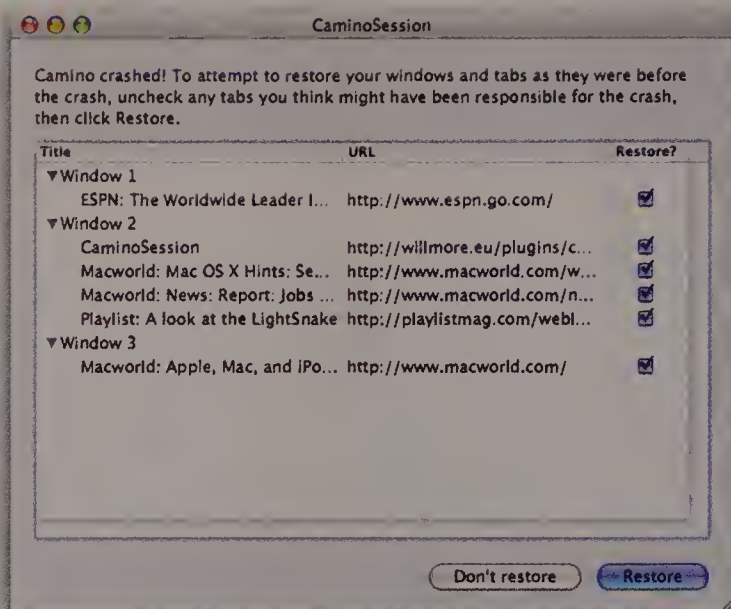 CaminoSession
Camino crashed! To attempt to restore your windows and tabs as they were before
the crash, uncheck any tabs you think might have been responsible for the crash,
then click Restore.
Title URL Restore?
▼Window 1
ESPN: The Worldwide Leader I... http://www.espn.go.com/
▼Window 2
CaminoSession http://willmore.eu/plugins/c...
Macworld: Mac OS X Hints: Se... http://www.macworld.com/w...
Macworld: News: Report: Jobs ... http://www.macworld.com/n...
Playlist: A look at the LightSnake http://playlistmag.com/webl...
▼Window 3
Macworld: Apple, Mac, and iPo... http://www.macworld.com/
Don't restore Restore